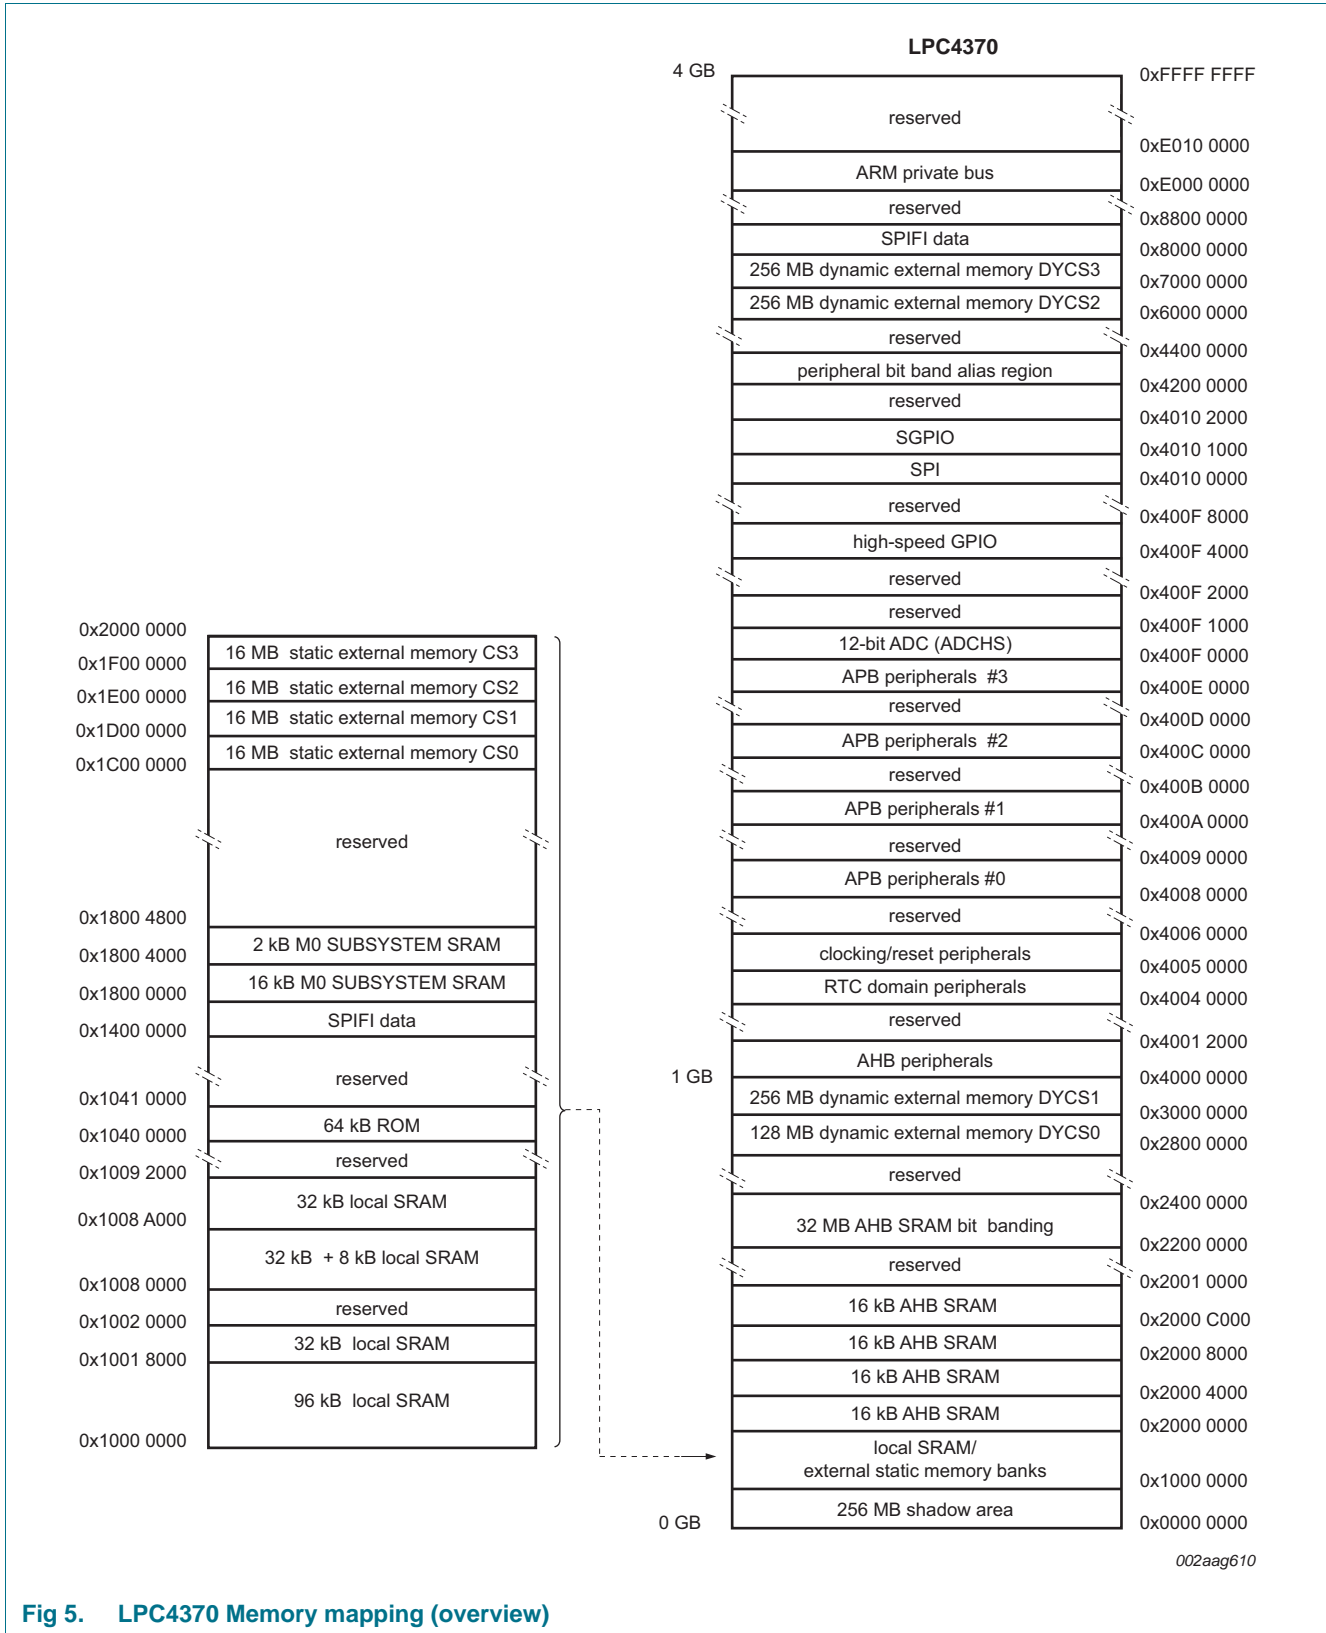 LPC4370
4 GB
0xFFFF FFFF
reserved
0xE010 0000
ARM private bus
0xE000 0000
reserved
0x8800 0000
SPIFI data
0x8000 0000
256 MB dynamic external memory DYCS3
0x7000 0000
256 MB dynamic external memory DYCS2
0x6000 0000
reserved
0x4400 0000
peripheral bit band alias region
0x4200 0000
reserved
0x4010 2000
SGPIO
0x4010 1000
SPI
0x4010 0000
reserved
0x400F 8000
high-speed GPIO
0x400F 4000
reserved
0x400F 2000
reserved
0x400F 1000
12-bit ADC (ADCHS)
0x400F 0000
APB peripherals #3
0x400E 0000
reserved
0x400D 0000
APB peripherals #2
0x400C 0000
reserved
0x400B 0000
APB peripherals #1
0x400A 0000
reserved
0x4009 0000
APB peripherals #0
0x4008 0000
reserved
0x4006 0000
clocking/reset peripherals
0x4005 0000
RTC domain peripherals
0x4004 0000
reserved
0x4001 2000
AHB peripherals
1 GB
0x4000 0000
256 MB dynamic external memory DYCS1
0x3000 0000
128 MB dynamic external memory DYCS0
0x2800 0000
reserved
0x2400 0000
32 MB AHB SRAM bit banding
0x2200 0000
reserved
0x2001 0000
16 kB AHB SRAM
0x2000 C000
16 kB AHB SRAM
0x2000 8000
16 kB AHB SRAM
0x2000 4000
16 kB AHB SRAM
0x2000 0000
local SRAM/
external static memory banks
0x1000 0000
256 MB shadow area
0 GB
0x0000 0000
0x2000 0000
16 MB static external memory CS3
0x1F00 0000
16 MB static external memory CS2
0x1E00 0000
16 MB static external memory CS1
0x1D00 0000
16 MB static external memory CS0
0x1C00 0000
reserved
0x1800 4800
2 kB M0 SUBSYSTEM SRAM
0x1800 4000
16 kB M0 SUBSYSTEM SRAM
0x1800 0000
SPIFI data
0x1400 0000
reserved
0x1041 0000
64 kB ROM
0x1040 0000
reserved
0x1009 2000
32 kB local SRAM
0x1008 A000
32 kB + 8 kB local SRAM
0x1008 0000
reserved
0x1002 0000
32 kB local SRAM
0x1001 8000
96 kB local SRAM
0x1000 0000
002aag610
Fig 5. LPC4370 Memory mapping (overview)